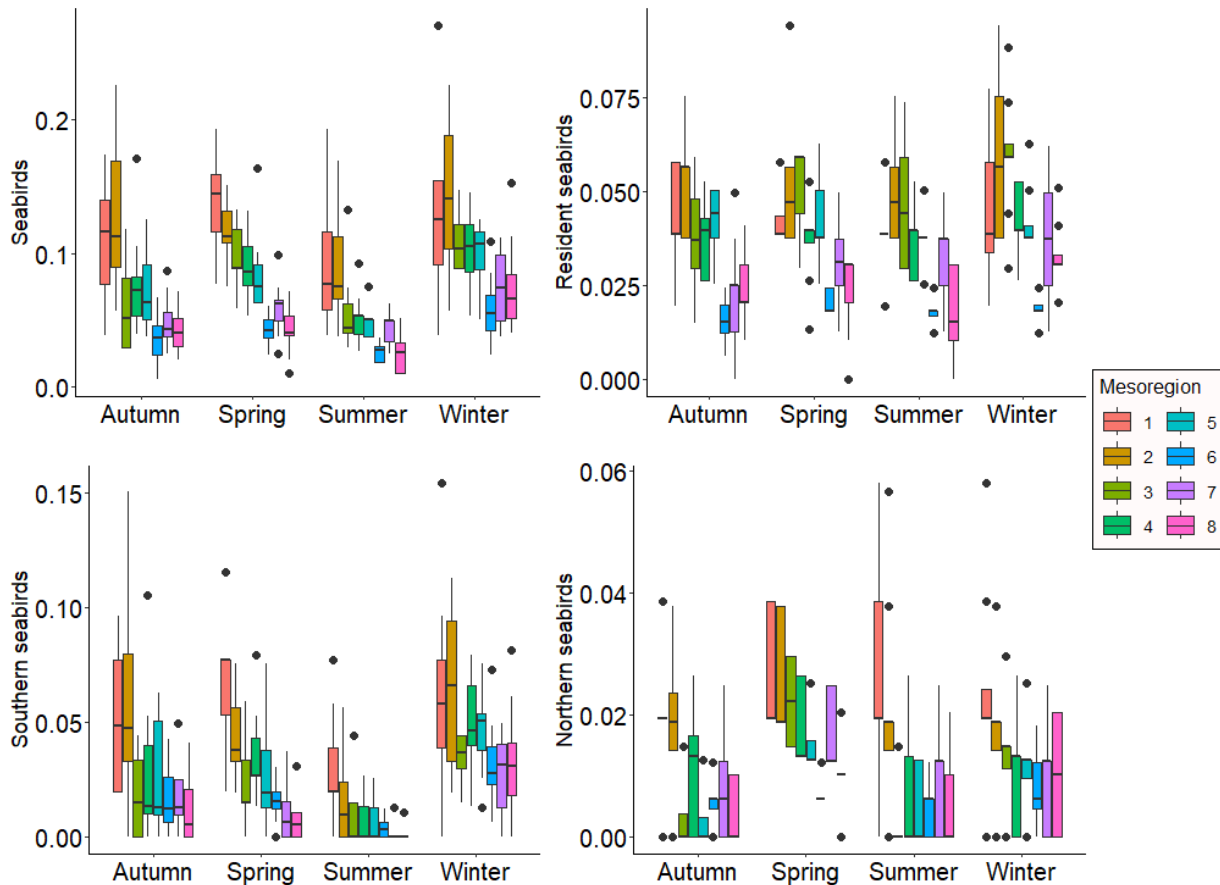 Seabirds
0.2
0.1
0.0
Autumn Spring Summer Winter
Resident seabirds
0.075
0.050
0.025
0.000
Autumn Spring Summer Winter
Mesoregion
1 5
2 6
3 7
4 8
Southern seabirds
0.15
0.10
0.05
0.00
Autumn Spring Summer Winter
Northern seabirds
0.06
0.04
0.02
0.00
Autumn Spring Summer Winter